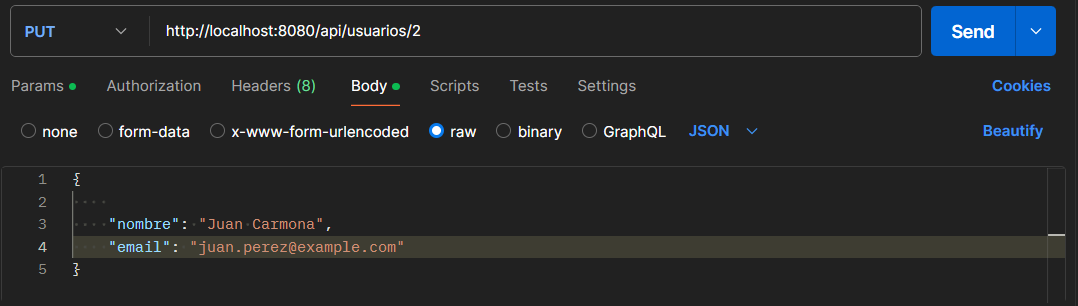 PUT http://localhost:8080/api/usuarios/2 Send
Params Authorization Headers (8) Body Scripts Tests Settings Cookies
none form-data x-www-form-urlencoded raw binary GraphQL JSON Beautify
1 {
2
3 "nombre": "Juan Carmona",
4 "email": "juan.perez@example.com"
5 }